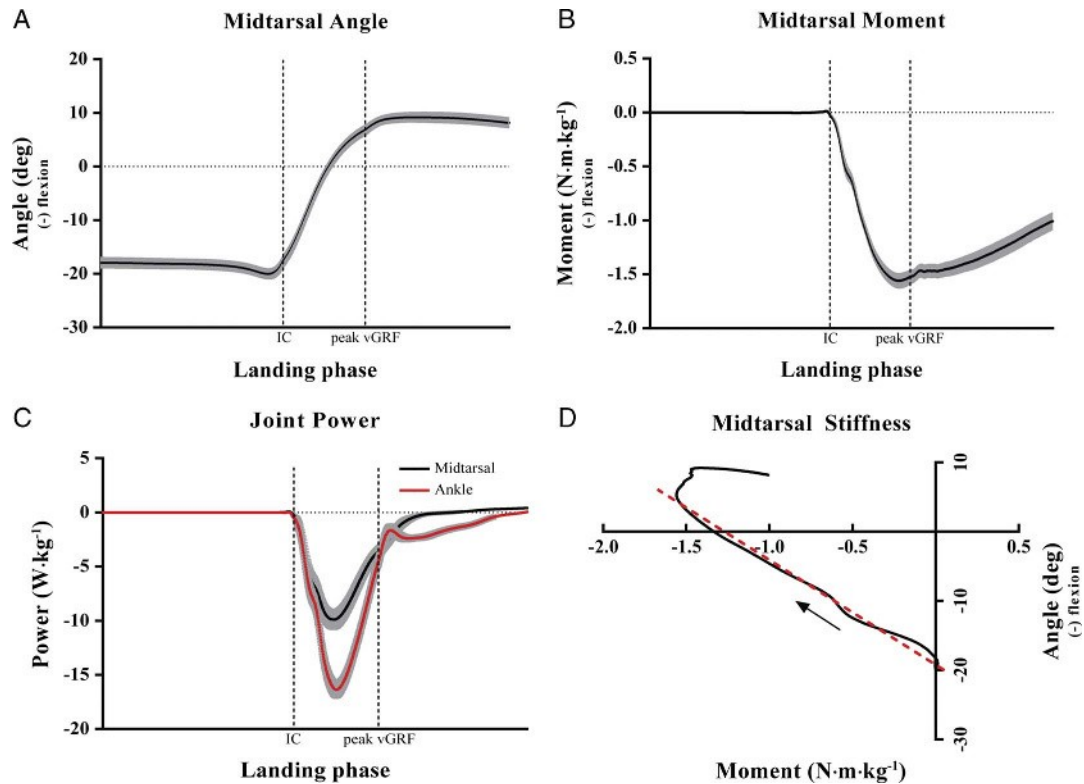 A
Midtarsal Angle
20
10
0
-10
-20
-30
Angle (deg)
(-) flexion
IC
peak vGRF
Landing phase
B
Midtarsal Moment
0.5
0.0
-0.5
-1.0
-1.5
-2.0
Moment (N·m·kg-1)
(-) flexion
IC
peak vGRF
Landing phase
C
Joint Power
5
0
-5
-10
-15
-20
Power (W·kg-1)
Midtarsal
Ankle
IC
peak vGRF
Landing phase
D
Midtarsal Stiffness
10
-2.0
-1.5
-1.0
-0.5
0.5
-10
-20
-30
Angle (deg)
(-) flexion
Moment (N·m·kg-1)